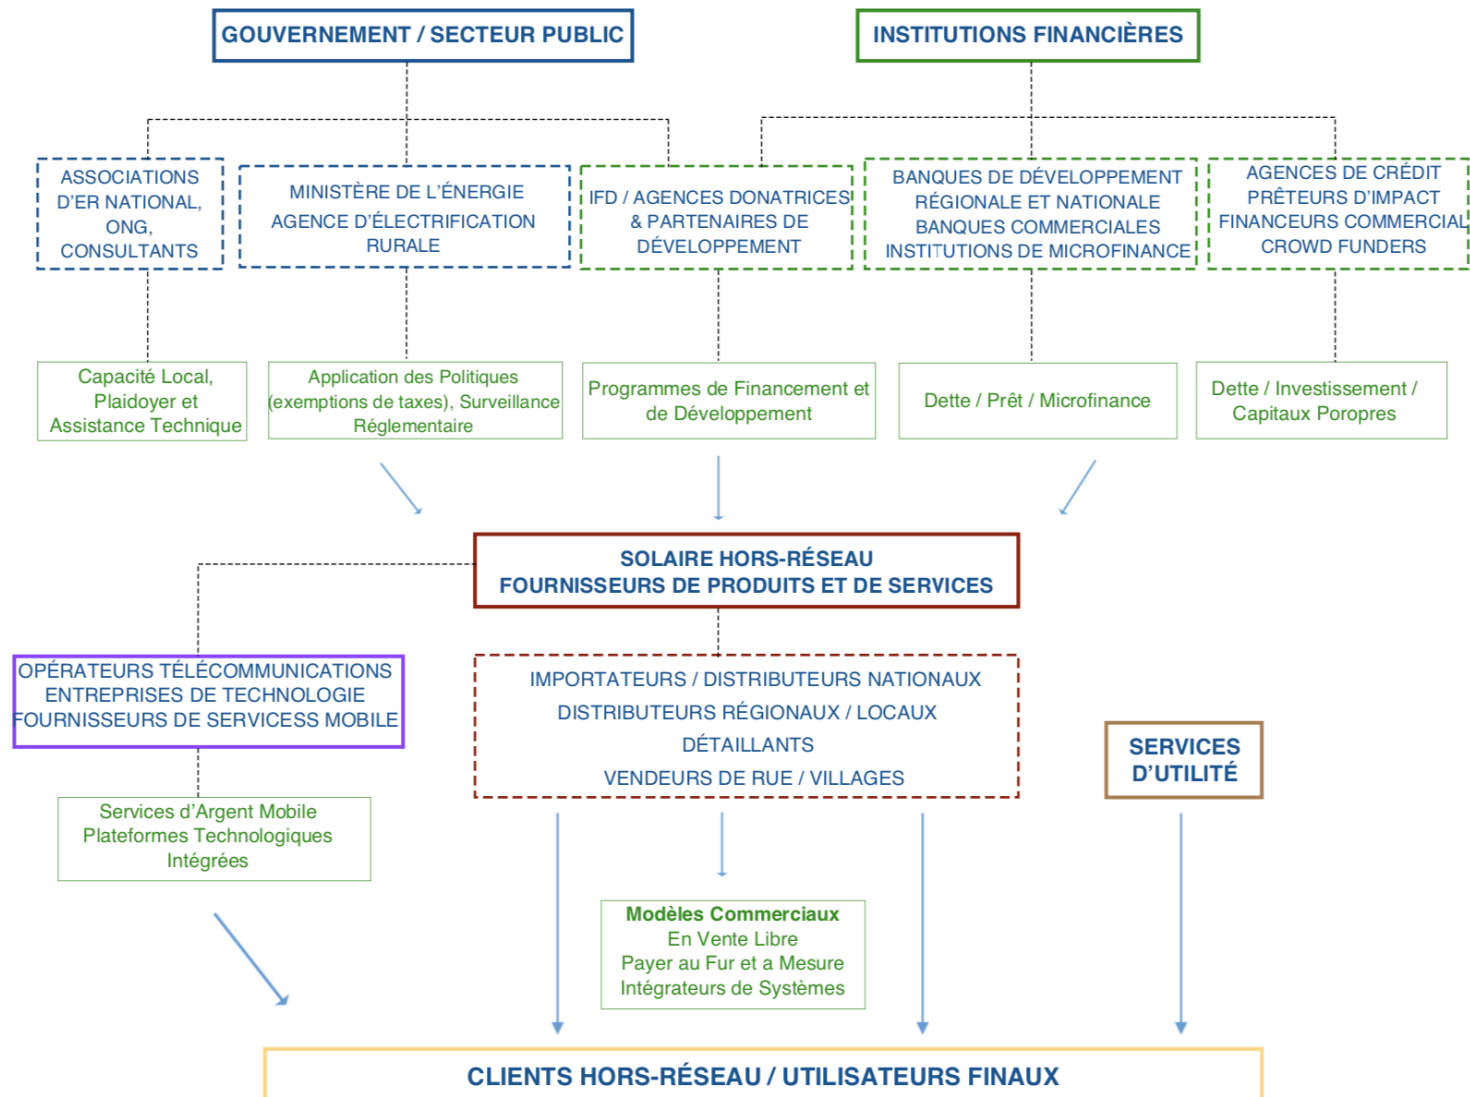 GOUVERNEMENT / SECTEUR PUBLIC
INSTITUTIONS FINANCIÈRES
ASSOCIATIONS
D'ER NATIONAL,
ONG,
CONSULTANTS
MINISTÈRE DE L'ÉNERGIE
AGENCE D'ÉLECTRIFICATION
RURALE
IFD / AGENCES DONATRICES
& PARTENAIRES DE
DÉVELOPPEMENT
BANQUES DE DÉVELOPPEMENT
RÉGIONALE ET NATIONALE
BANQUES COMMERCIALES
INSTITUTIONS DE MICROFINANCE
AGENCES DE CRÉDIT
PRÊTEURS D'IMPACT
FINANCEURS COMMERCIAL
CROWD FUNDERS
Capacité Local,
Plaidoyer et
Assistance Technique
Application des Politiques
(exemptions de taxes), Surveillance
Réglementaire
Programmes de Financement et
de Développement
Dette / Prêt / Microfinance
Dette / Investissement /
Capitaux Poropres
SOLAIRE HORS-RÉSEAU
FOURNISSEURS DE PRODUITS ET DE SERVICES
OPÉRATEURS TÉLÉCOMMUNICATIONS
ENTREPRISES DE TECHNOLOGIE
FOURNISSEURS DE SERVICESS MOBILE
IMPORTATEURS / DISTRIBUTEURS NATIONAUX
DISTRIBUTEURS RÉGIONAUX / LOCAUX
DÉTAILLANTS
VENDEURS DE RUE / VILLAGES
SERVICES
D'UTILITÉ
Services d'Argent Mobile
Plateformes Technologiques
Intégrées
Modèles Commerciaux
En Vente Libre
Payer au Fur et a Mesure
Intégrateurs de Systèmes
CLIENTS HORS-RÉSEAU / UTILISATEURS FINAUX